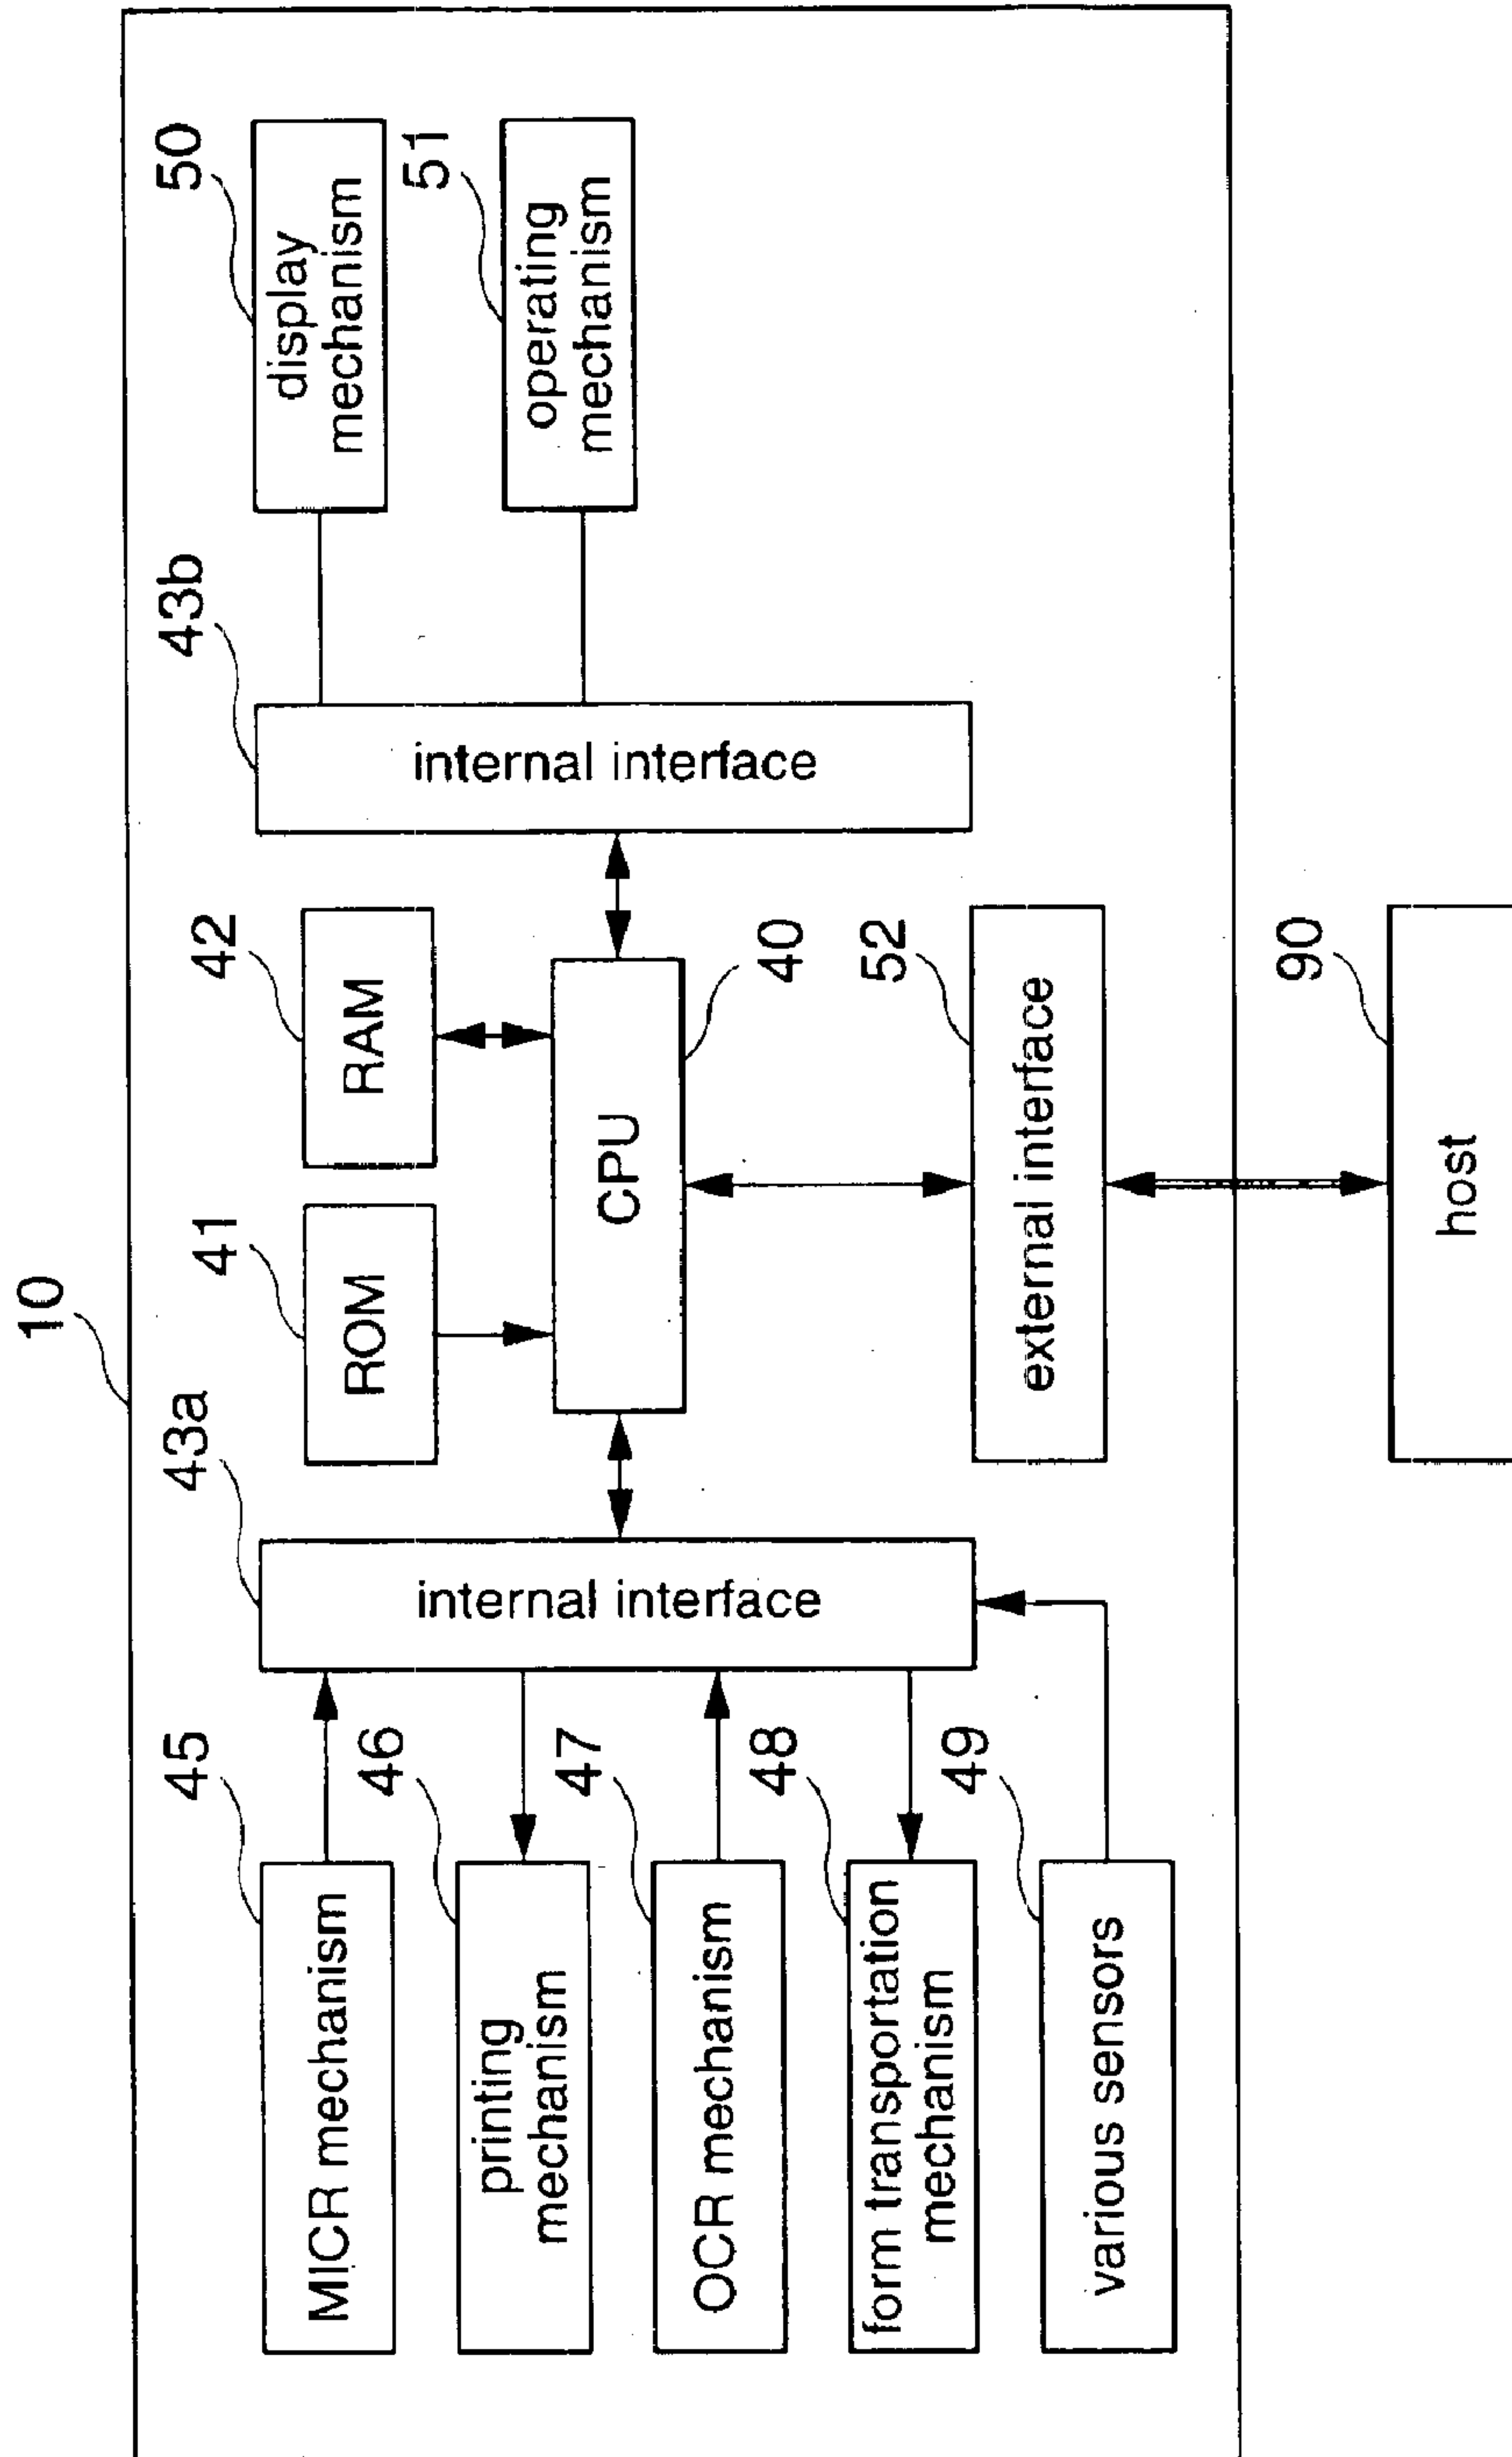 10
45
MICR mechanism
46
printing
mechanism
47
OCR mechanism
48
form transportation
mechanism
49
various sensors
43a
internal interface
41
ROM
42
RAM
CPU
40
52
external interface
90
host
43b
internal interface
50
display
mechanism
51
operating
mechanism